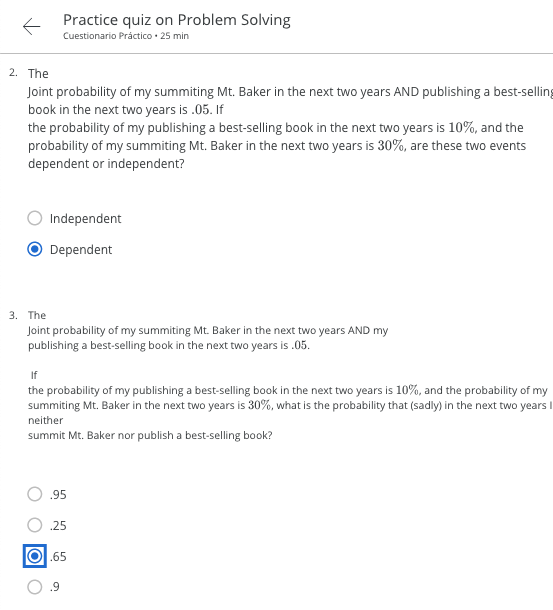 Practice quiz on Problem Solving
Cuestionario Práctico • 25 min
2. The
Joint probability of my summiting Mt. Baker in the next two years AND publishing a best-selling
book in the next two years is .05. If
the probability of my publishing a best-selling book in the next two years is 10%, and the
probability of my summiting Mt. Baker in the next two years is 30%, are these two events
dependent or independent?
Independent
Dependent
3. The
Joint probability of my summiting Mt. Baker in the next two years AND my
publishing a best-selling book in the next two years is .05.
If
the probability of my publishing a best-selling book in the next two years is 10%, and the probability of my
summiting Mt. Baker in the next two years is 30%, what is the probability that (sadly) in the next two years I
neither
summit Mt. Baker nor publish a best-selling book?
.95
.25
.65
.9